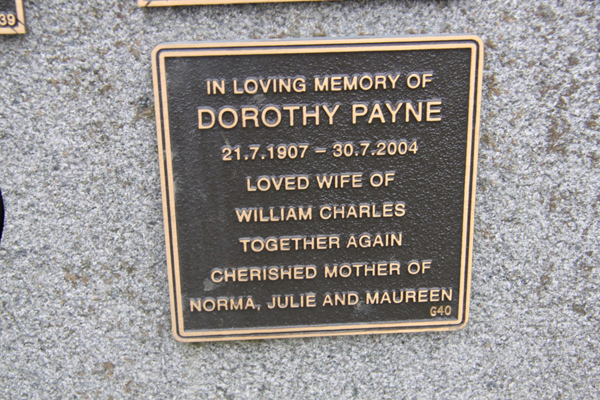 39
IN LOVING MEMORY OF
DOROTHY PAYNE
21.7.1907 – 30.7.2004
LOVED WIFE OF
WILLIAM CHARLES
TOGETHER AGAIN
CHERISHED MOTHER OF
NORMA, JULIE AND MAUREEN
G40